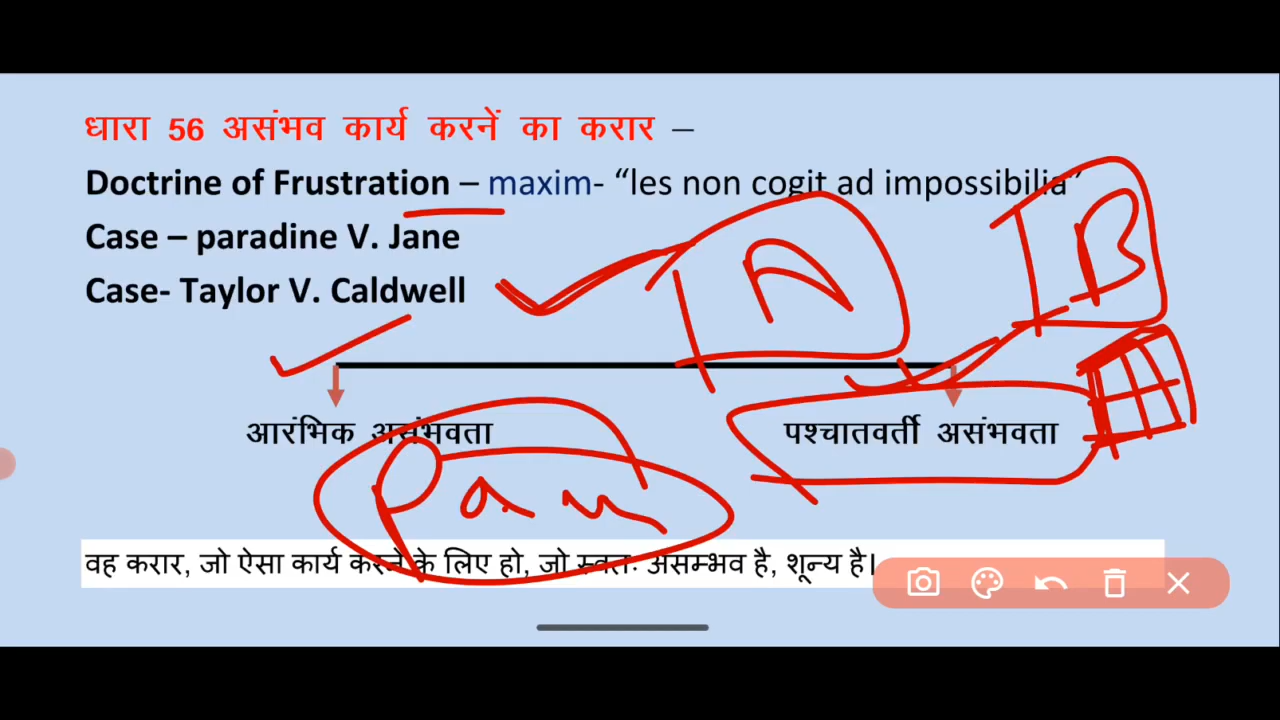 धारा 56 असंभव कार्य करनें का करार –
Doctrine of Frustration – maxim- “les non cogit ad impossibilia”
Case – paradine V. Jane
Case- Taylor V. Caldwell
A
B
आरंभिक असंभवता
पश्चातवर्ती असंभवता
वह करार, जो ऐसा कार्य करने के लिए हो, जो स्वतः असम्भव है, शून्य है।